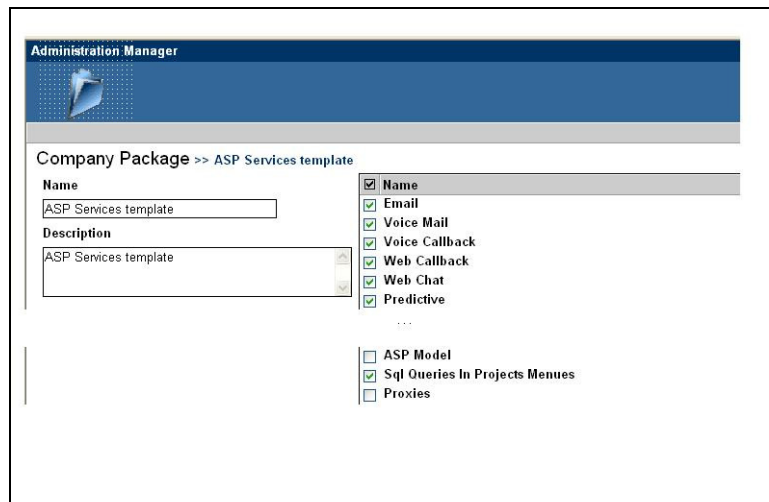 Administration Manager
Company Package >> ASP Services template
Name
ASP Services template
Description
ASP Services template
Name
Email
Voice Mail
Voice Callback
Web Callback
Web Chat
Predictive
...
ASP Model
Sql Queries In Projects Menues
Proxies